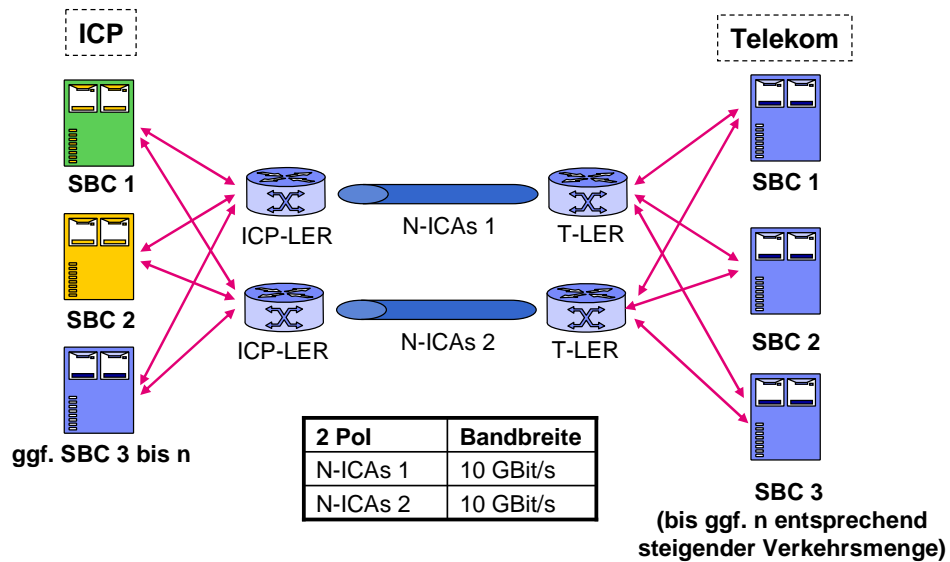 ICP
Telekom
SBC 1
SBC 1
ICP-LER
N-ICAs 1
T-LER
SBC 2
SBC 2
ICP-LER
N-ICAs 2
T-LER
ggf. SBC 3 bis n
2 Pol Bandbreite
N-ICAs 1 10 GBit/s
N-ICAs 2 10 GBit/s
SBC 3
(bis ggf. n entsprechend
steigender Verkehrsmenge)